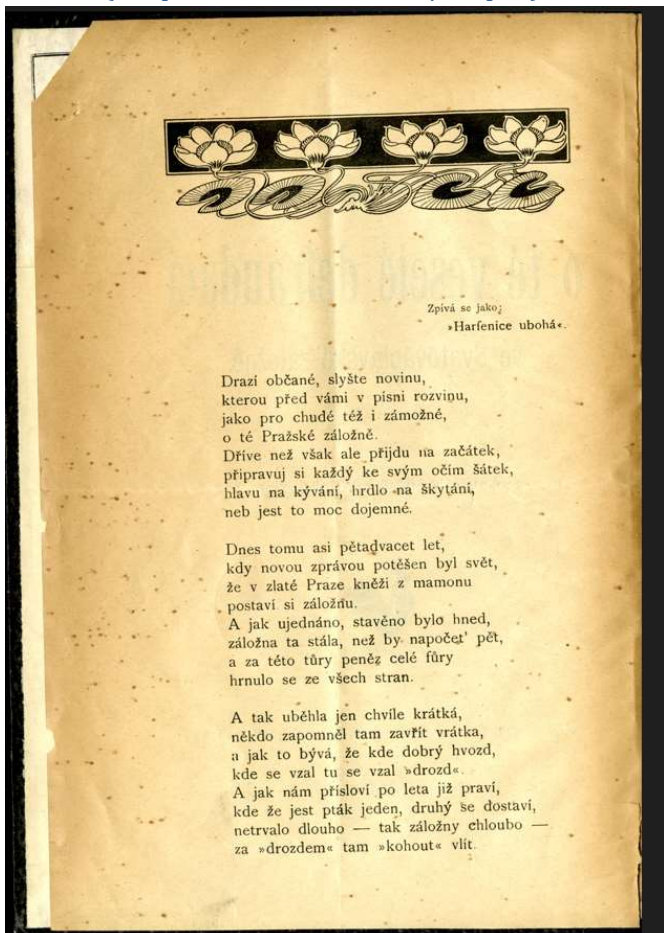 Zpívá se jako:
»Harfenice ubohá«.
Drazí občané, slyšte novinu,
kterou před vámi v písni rozvinu,
jako pro chudé též i zámožné,
o té Pražské záložně.
Dříve než však ale přijdu na začátek,
připravuj si každý ke svým očím šátek,
hlavu na kývání, hrdlo na škytání,
neb jest to moc dojemné.
Dnes tomu asi pětadvacet let,
kdy novou zprávou potěšen byl svět,
že v zlaté Praze kněži z mamonu
postaví si záložnu.
A jak ujednáno, stavěno bylo hned,
záložna ta stála, než by napočet' pět,
a za této tůry peněz celé fůry
hrnulo se ze všech stran.
A tak uběhla jen chvíle krátká,
někdo zapomněl tam zavřít vrátka,
a jak to bývá, že kde dobrý hvozd,
kde se vzal tu se vzal »drozd«.
A jak nám přísloví po leta již praví,
kde že jest pták jeden, druhý se dostaví,
netrvalo dlouho — tak záložny chloubo —
za »drozdem« tam »kohout« vlít.